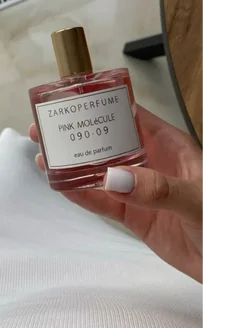 ZARKOPERFUME
PINK MOLéCULE
090·09
eau de parfum